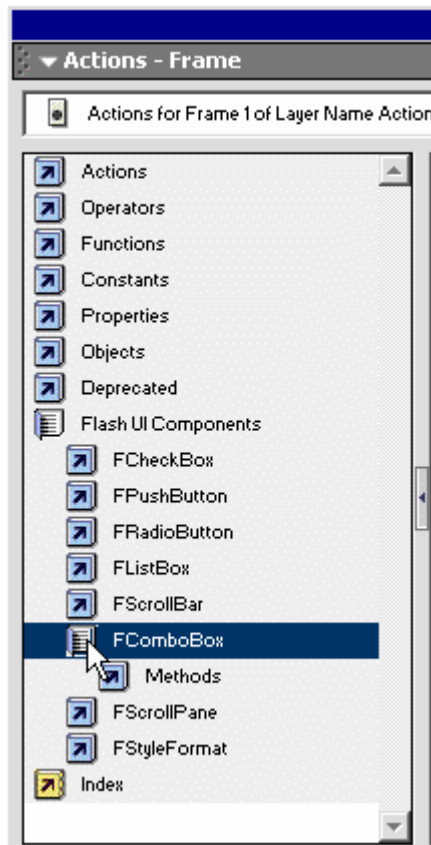 Actions - Frame
Actions for Frame 1 of Layer Name Action
Actions
Operators
Functions
Constants
Properties
Objects
Deprecated
Flash UI Components
FCheckBox
FPushButton
FRadioButton
FListBox
FScrollBar
FComboBox
Methods
FScrollPane
FStyleFormat
Index